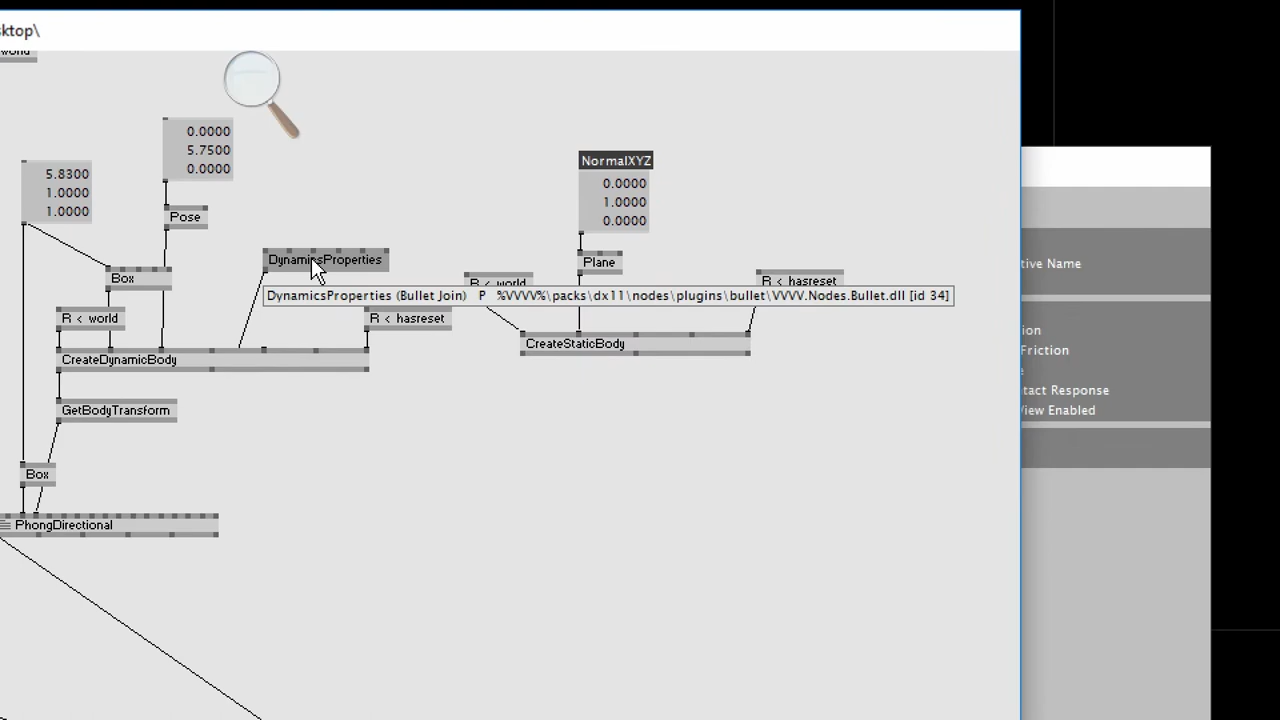 ktop\
0.0000
5.7500
0.0000
NormalXYZ
5.8300
1.0000
1.0000
0.0000
1.0000
0.0000
Pose
DynamicsProperties
Plane
tive Name
Box
R < world
R < hasreset
DynamicsProperties (Bullet Join) P %VVVV%\packs\dx11\nodes\plugins\bullet\VVVV.Nodes.Bullet.dll [id 34]
R < world
R < hasreset
ion
Friction
CreateStaticBody
CreateDynamicBody
e
tact Response
View Enabled
GetBodyTransform
Box
PhongDirectional